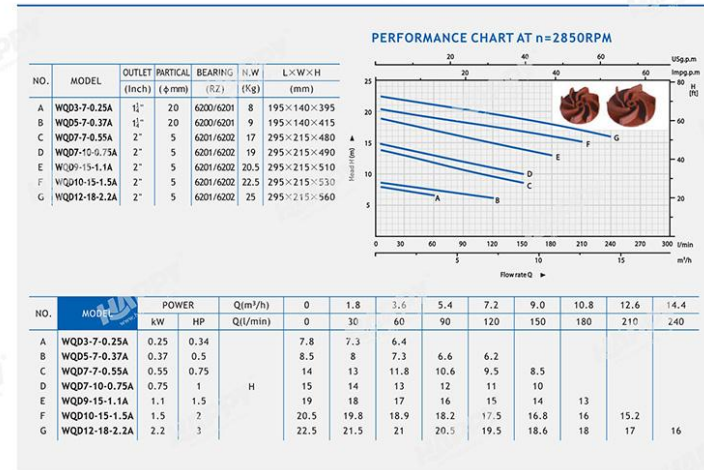 PERFORMANCE CHART AT n=2850RPM
NO. MODEL OUTLET PARTICAL BEARING N.W L×W×H
(Inch) (φmm) (RZ) (Kg) (mm)
A WQD3-7-0.25A 1¼" 20 6200/6201 8 195×140×395
B WQD5-7-0.37A 1¼" 20 6200/6201 9 195×140×415
C WQD7-7-0.55A 2" 5 6201/6202 17 295×215×480
D WQD7-10-0.75A 2" 5 6201/6202 19 295×215×490
E WQD9-15-1.1A 2" 5 6201/6202 20.5 295×215×510
F WQD10-15-1.5A 2" 5 6201/6202 22.5 295×215×530
G WQD12-18-2.2A 2" 5 6201/6202 25 295×215×560
20 40 60 USg.p.m
20 40 60 Impg.p.m
H
[ft]
80
60
40
20
25
20
15
10
5
Head H(m)
A
B
C
D
E
F
G
0 30 60 90 120 150 180 210 240 270 300 l/min
5 10 15 m³/h
Flow rate Q
NO. MODEL POWER Q(m³/h) 0 1.8 3.6 5.4 7.2 9.0 10.8 12.6 14.4
kW HP Q(l/min) 0 30 60 90 120 150 180 210 240
A WQD3-7-0.25A 0.25 0.34 7.8 7.3 6.4
B WQD5-7-0.37A 0.37 0.5 8.5 8 7.3 6.6 6.2
C WQD7-7-0.55A 0.55 0.75 14 13 11.8 10.6 9.5 8.5
D WQD7-10-0.75A 0.75 1 H 15 14 13 12 11 10
E WQD9-15-1.1A 1.1 1.5 19 18 17 16 15 14 13
F WQD10-15-1.5A 1.5 2 20.5 19.8 18.9 18.2 17.5 16.8 16 15.2
G WQD12-18-2.2A 2.2 3 22.5 21.5 21 20.5 19.5 18.6 18 17 16
HAPPY